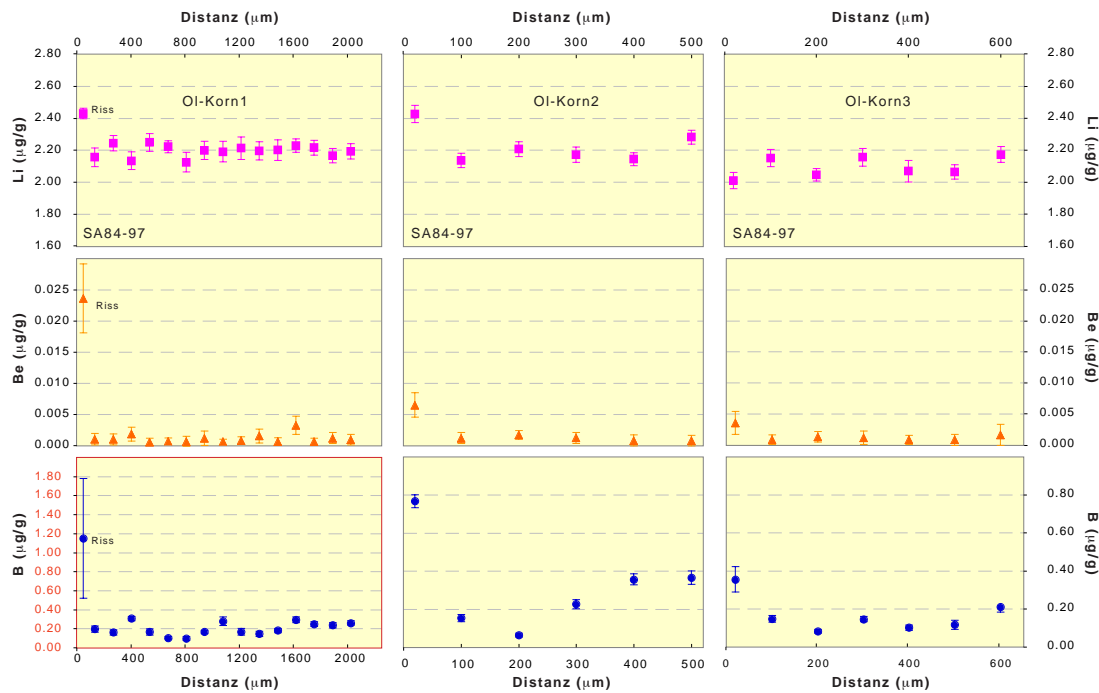 Distanz (μm) Distanz (μm) Distanz (μm)
0 400 800 1200 1600 2000 0 100 200 300 400 500 0 200 400 600
2.80 2.80
2.60 2.60
Ol-Korn1 Ol-Korn2 Ol-Korn3
Riss
2.40 2.40
2.20 2.20
2.00 2.00
1.80 1.80
1.60 1.60
Li (μg/g) Li (μg/g)
SA84-97 SA84-97 SA84-97
0.025 0.025
Riss
0.020 0.020
0.015 0.015
0.010 0.010
0.005 0.005
0.000 0.000
Be (μg/g) Be (μg/g)
2.00
1.80
1.60 0.80
1.40
1.20 0.60
Riss
1.00
0.80 0.40
0.60
0.40 0.20
0.20
0.00 0.00
B (μg/g) B (μg/g)
0 400 800 1200 1600 2000 0 100 200 300 400 500 0 200 400 600
Distanz (μm) Distanz (μm) Distanz (μm)